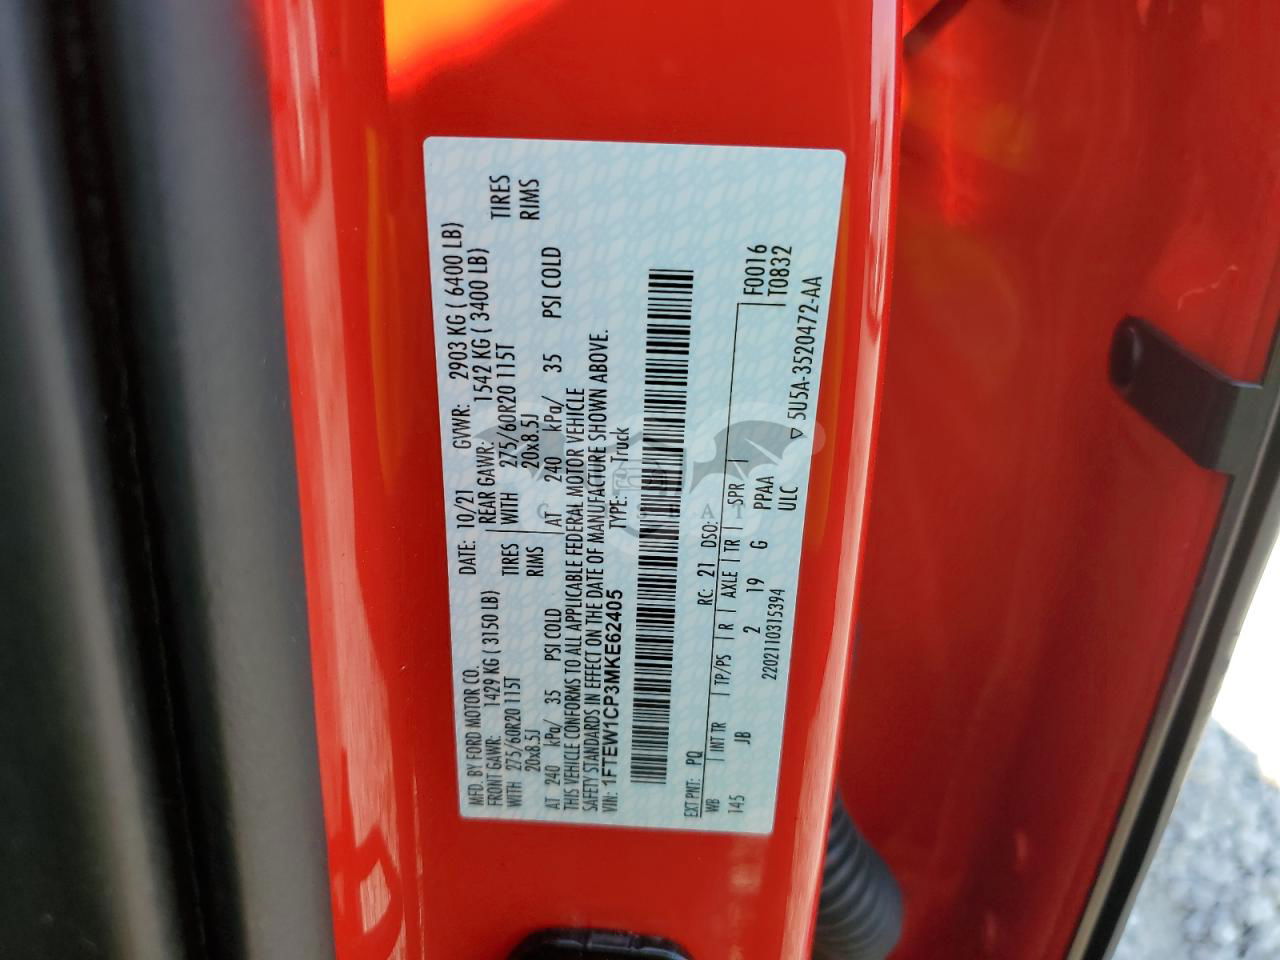 MFD. BY FORD MOTOR CO.
DATE: 10/21 GVWR: 2903 KG ( 6400 LB)
FRONT GAWR: 1429 KG ( 3150 LB)
REAR GAWR: 1542 KG ( 3400 LB)
WITH 275/60R20 115T TIRES
WITH 275/60R20 115T TIRES
20x8.5J RIMS
20x8.5J RIMS
AT 240 kPa/ 35 PSI COLD
AT 240 kPa/ 35 PSI COLD
THIS VEHICLE CONFORMS TO ALL APPLICABLE FEDERAL MOTOR VEHICLE
SAFETY STANDARDS IN EFFECT ON THE DATE OF MANUFACTURE SHOWN ABOVE.
VIN: 1FTEW1CP3MKE62405 TYPE: Truck
EXT PNT: PQ RC: 21 DSO:
WB INT TR TP/PS R AXLE TR SPR F0016
145 JB 2 19 G PPAA T0832
2202110315394 ULC
5U5A-3520472-AA